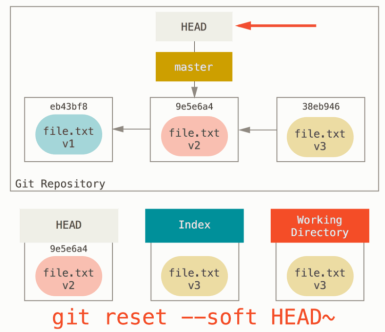 HEAD
master
eb43bf8 9e5e6a4 38eb946
file.txt file.txt file.txt
v1 v2 v3
Git Repository
HEAD Index Working
Directory
9e5e6a4
file.txt file.txt file.txt
v2 v3 v3
git reset --soft HEAD~